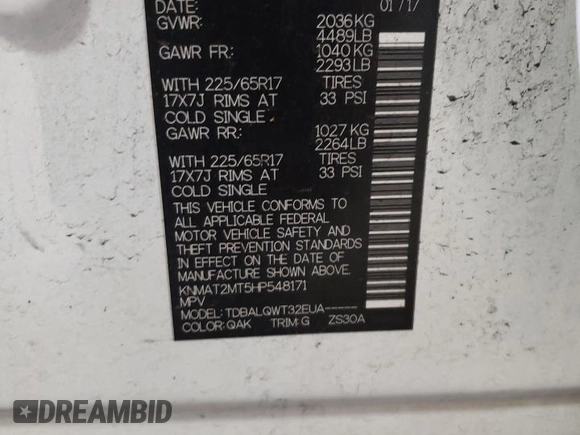 DATE: 01/17
GVWR: 2036KG
4489LB
GAWR FR: 1040KG
2293LB
WITH 225/65R17 TIRES
17X7J RIMS AT 33 PSI
COLD SINGLE
GAWR RR: 1027KG
2264LB
WITH 225/65R17 TIRES
17X7J RIMS AT 33 PSI
COLD SINGLE
THIS VEHICLE CONFORMS TO
ALL APPLICABLE FEDERAL
MOTOR VEHICLE SAFETY AND
THEFT PREVENTION STANDARDS
IN EFFECT ON THE DATE OF
MANUFACTURE SHOWN ABOVE.
KNMAT2MT5HP548171
MPV
MODEL: TDBALQWT32EUA-----
COLOR: QAK TRIM: G ZS30A
DREAMBID